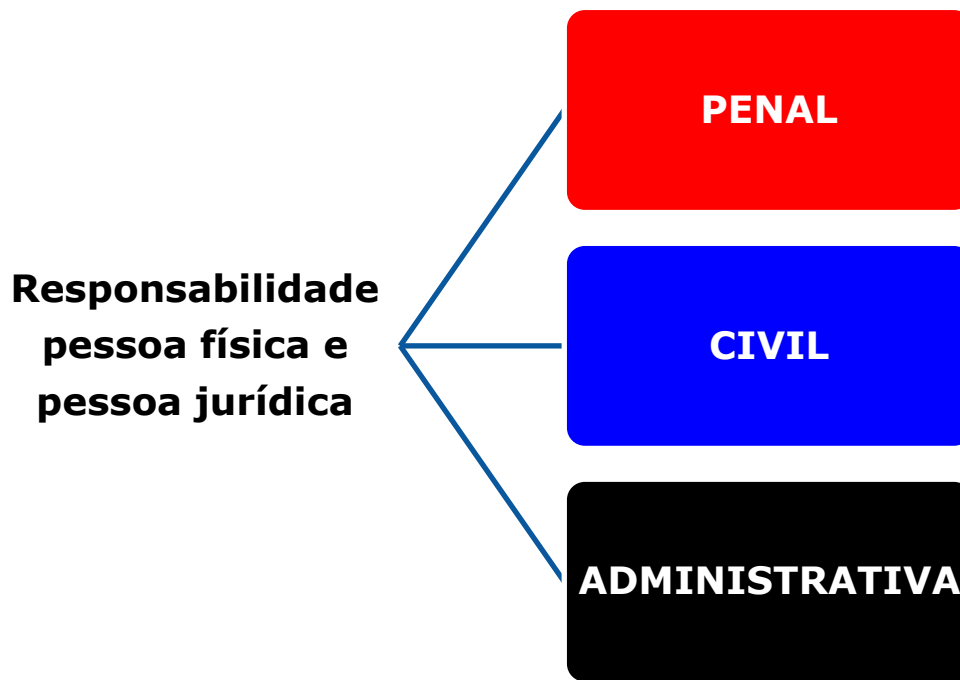 PENAL
Responsabilidade
pessoa física e
pessoa jurídica
CIVIL
ADMINISTRATIVA